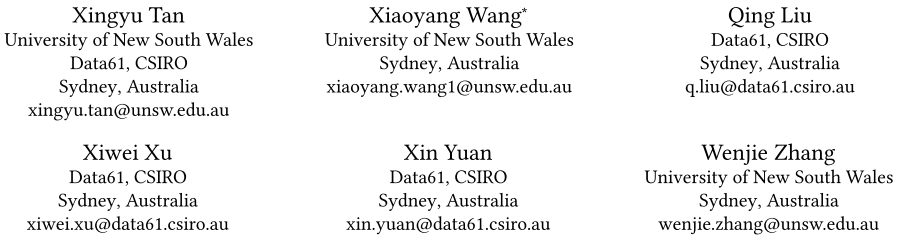 Xingyu Tan
University of New South Wales
Data61, CSIRO
Sydney, Australia
xingyu.tan@unsw.edu.au
Xiaoyang Wang*
University of New South Wales
Sydney, Australia
xiaoyang.wang1@unsw.edu.au
Qing Liu
Data61, CSIRO
Sydney, Australia
q.liu@data61.csiro.au
Xiwei Xu
Data61, CSIRO
Sydney, Australia
xiwei.xu@data61.csiro.au
Xin Yuan
Data61, CSIRO
Sydney, Australia
xin.yuan@data61.csiro.au
Wenjie Zhang
University of New South Wales
Sydney, Australia
wenjie.zhang@unsw.edu.au